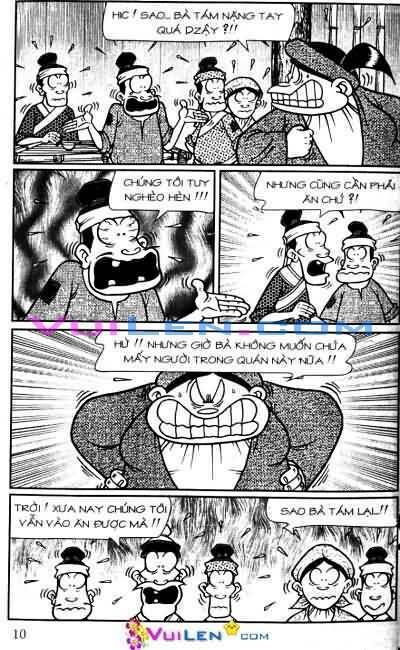 HIC! SAO... BÀ TÁM NẶNG TAY
QUÁ DZẬY?!!
CHÚNG TÔI TUY
NGHÈO HÈN!!!
NHƯNG CŨNG CẦN PHẢI
ĂN CHỨ?!
VUILEN.COM
HỨ!! NHƯNG GIỜ BÀ KHÔNG MUỐN CHỨA
MẤY NGƯỜI TRONG QUÁN NÀY NỮA!!
TRỜI! XƯA NAY CHÚNG TÔI
VẪN VÀO ĂN ĐƯỢC MÀ!!
SAO BÀ TÁM LẠI...!!
10
VUILEN.COM